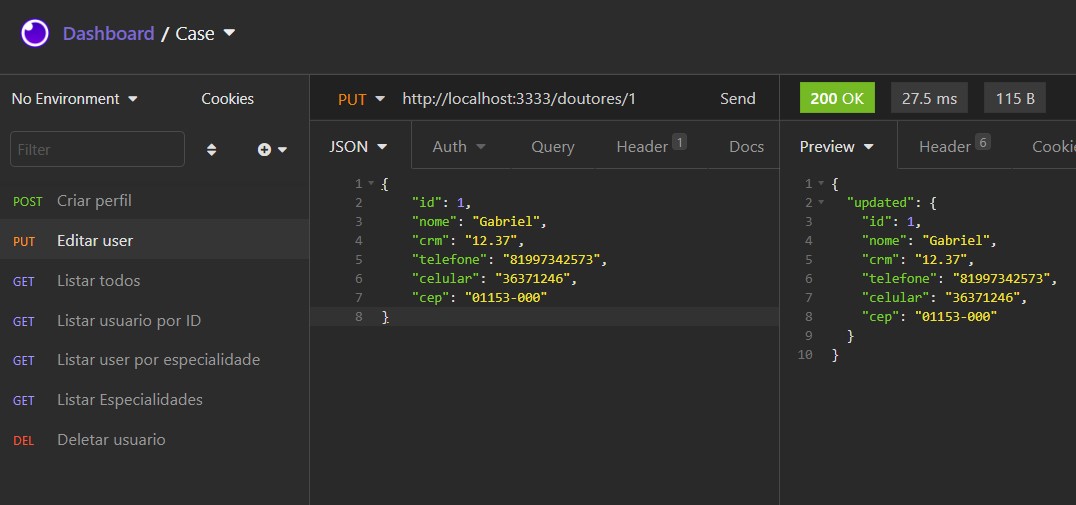 Dashboard / Case
No Environment
Cookies
Filter
POST Criar perfil
PUT Editar user
GET Listar todos
GET Listar usuario por ID
GET Listar user por especialidade
GET Listar Especialidades
DEL Deletar usuario
PUT http://localhost:3333/doutores/1 Send
JSON Auth Query Header 1 Docs
1 {
2 "id": 1,
3 "nome": "Gabriel",
4 "crm": "12.37",
5 "telefone": "81997342573",
6 "celular": "36371246",
7 "cep": "01153-000"
8 }
200 OK 27.5 ms 115 B
Preview Header 6 Cookie
1 {
2 "updated": {
3 "id": 1,
4 "nome": "Gabriel",
5 "crm": "12.37",
6 "telefone": "81997342573",
7 "celular": "36371246",
8 "cep": "01153-000"
9 }
10 }